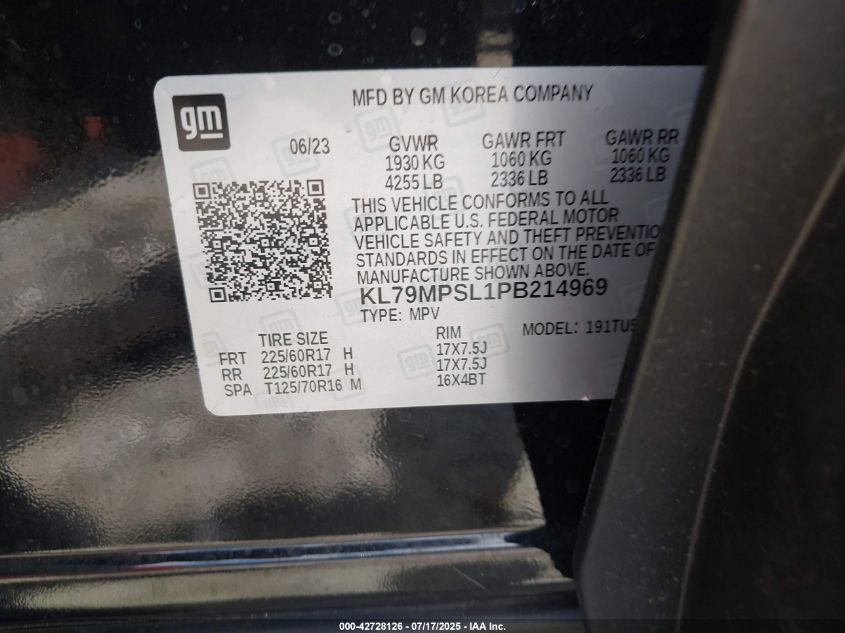 gm
MFD BY GM KOREA COMPANY
06/23
GVWR GAWR FRT GAWR RR
1930 KG 1060 KG 1060 KG
4255 LB 2336 LB 2336 LB
THIS VEHICLE CONFORMS TO ALL
APPLICABLE U.S. FEDERAL MOTOR
VEHICLE SAFETY AND THEFT PREVENTIO
STANDARDS IN EFFECT ON THE DATE OF
MANUFACTURE SHOWN ABOVE.
KL79MPSL1PB214969
TYPE: MPV MODEL: 191TU5
TIRE SIZE RIM
FRT 225/60R17 H 17X7.5J
RR 225/60R17 H 17X7.5J
SPA T125/70R16 M 16X4BT
000-42728126 - 07/17/2025 - IAA Inc.